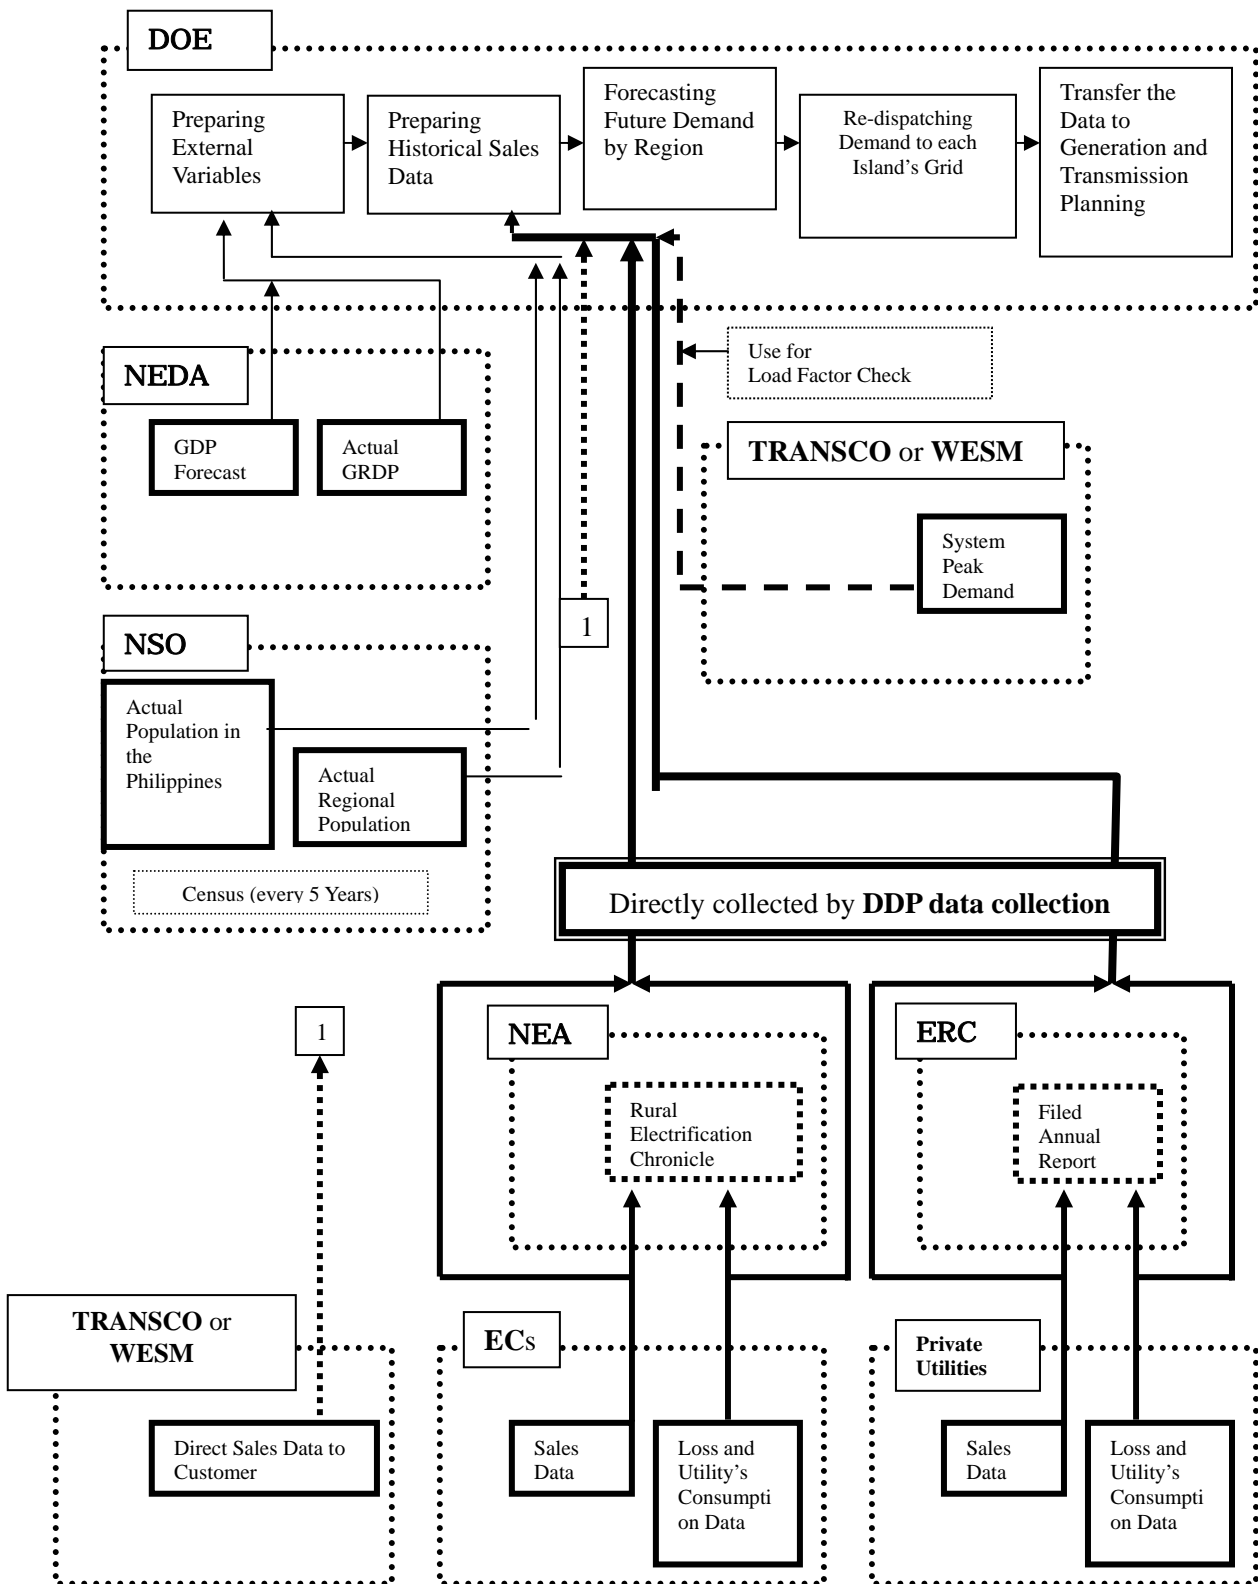 DOE
Preparing
External
Variables
Preparing
Historical Sales
Data
Forecasting
Future Demand
by Region
Re-dispatching
Demand to each
Island's Grid
Transfer the
Data to
Generation and
Transmission
Planning
Use for
Load Factor Check
NEDA
GDP
Forecast
Actual
GRDP
TRANSCO or WESM
System
Peak
Demand
1
NSO
Actual
Population in
the
Philippines
Actual
Regional
Population
Census (every 5 Years)
Directly collected by DDP data collection
1
NEA
Rural
Electrification
Chronicle
ERC
Filed
Annual
Report
TRANSCO or
WESM
Direct Sales Data to
Customer
ECs
Sales
Data
Loss and
Utility's
Consumpti
on Data
Private
Utilities
Sales
Data
Loss and
Utility's
Consumpti
on Data